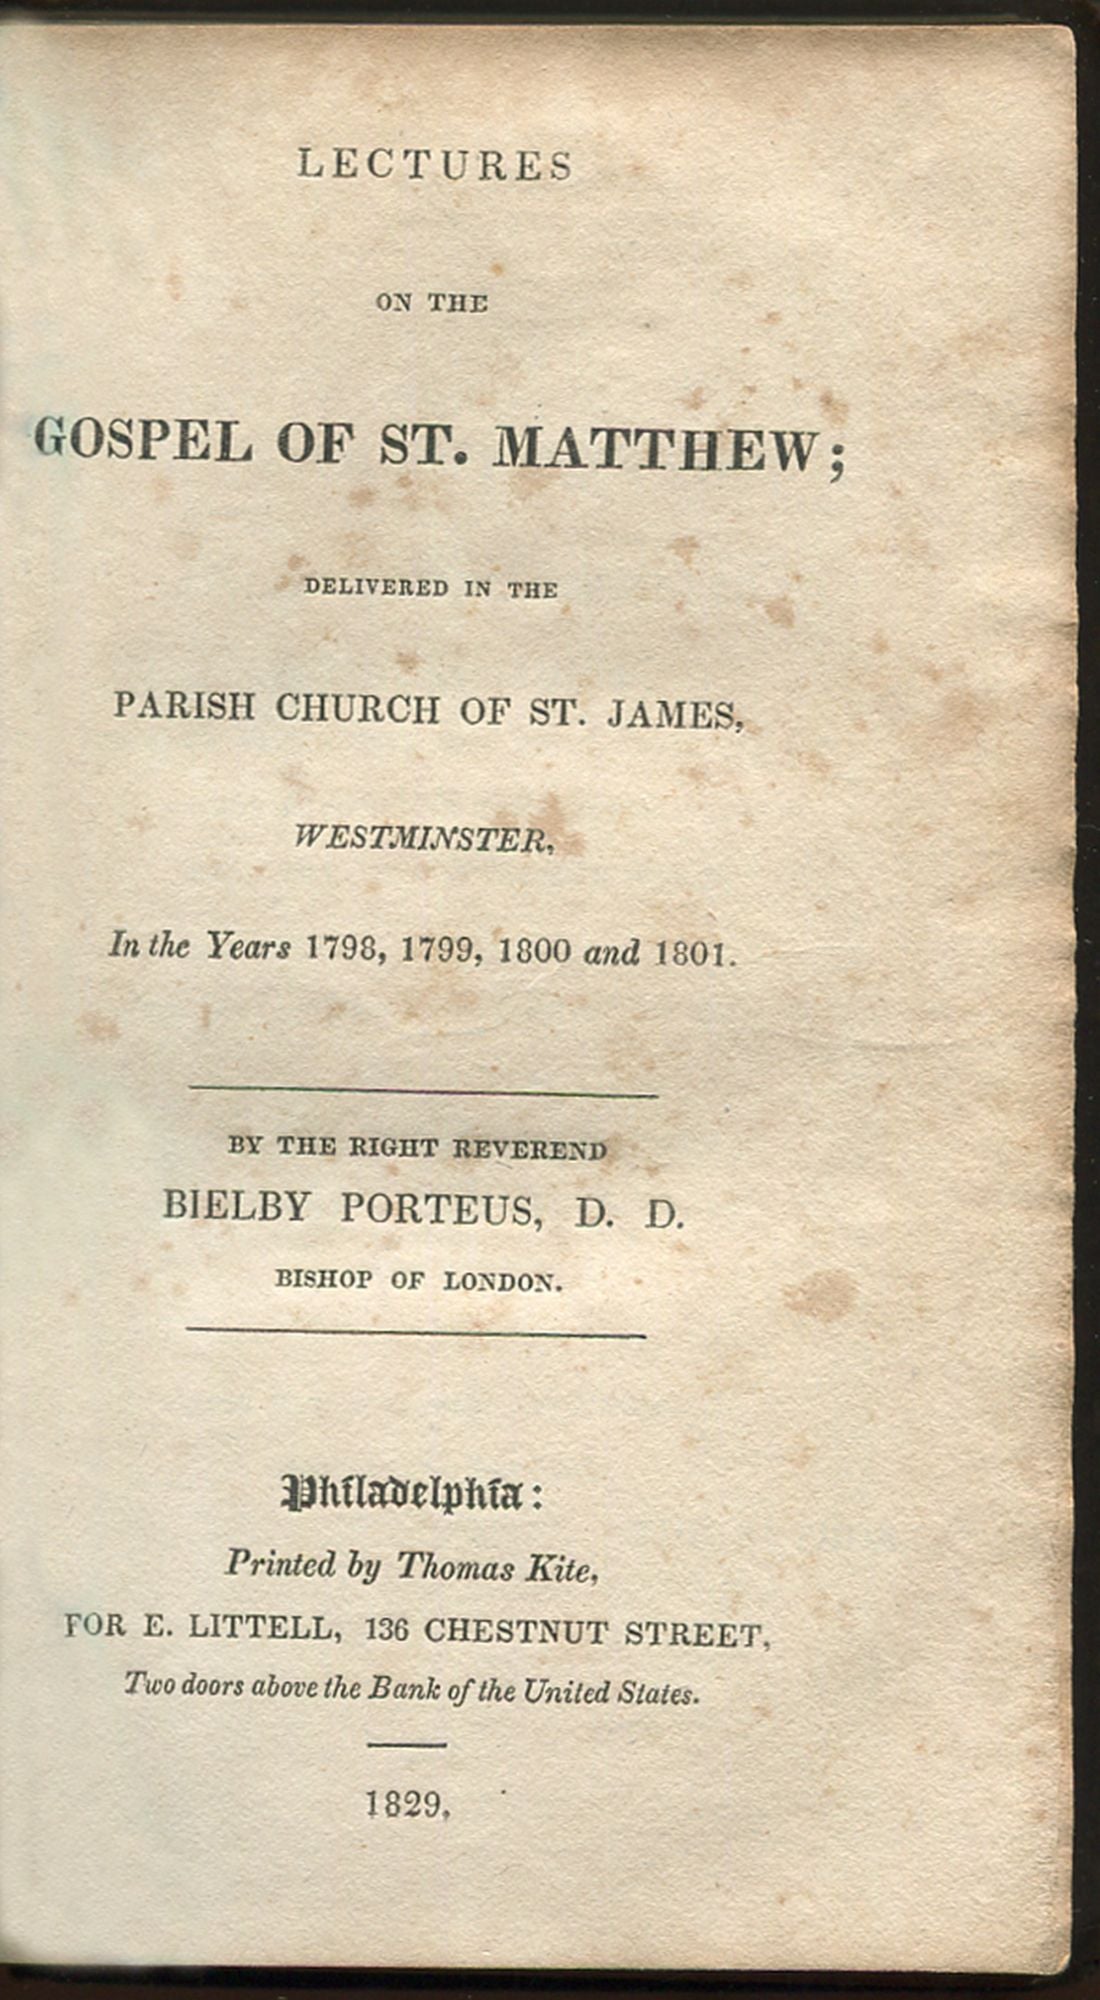 LECTURES
ON THE
GOSPEL OF ST. MATTHEW;
DELIVERED IN THE
PARISH CHURCH OF ST. JAMES,
WESTMINSTER,
In the Years 1798, 1799, 1800 and 1801.
BY THE RIGHT REVEREND
BIELBY PORTEUS, D. D.
BISHOP OF LONDON.
Philadelphia:
Printed by Thomas Kite,
FOR E. LITTELL, 136 CHESTNUT STREET,
Two doors above the Bank of the United States.
1829.